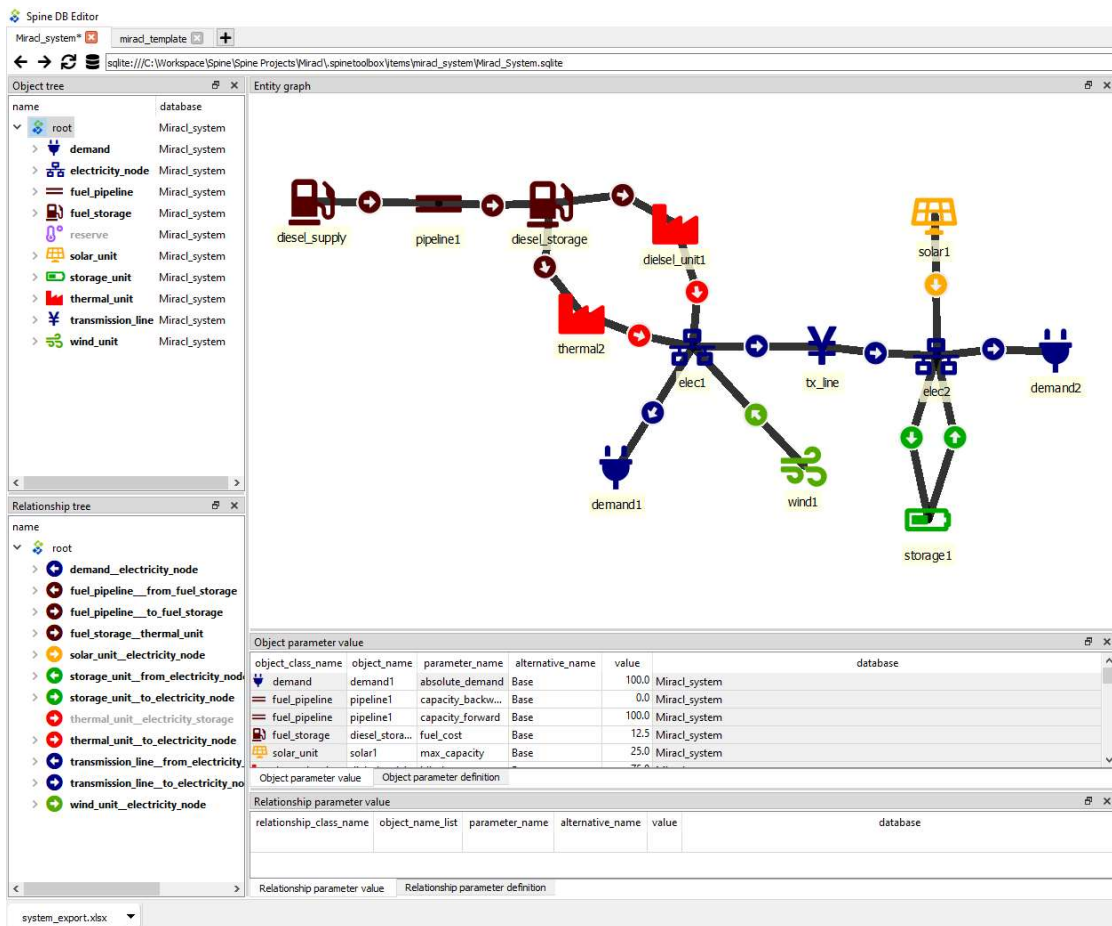 Spine DB Editor
Miracl_system*
miracl_template
sqlite:///C:\Workspace\Spine\Spine Projects\Miracl\.spinetoolbox\items\miracl_system\Miracl_System.sqlite
Object tree
name database
root Miracl_system
demand Miracl_system
electricity_node Miracl_system
fuel_pipeline Miracl_system
fuel_storage Miracl_system
reserve Miracl_system
solar_unit Miracl_system
storage_unit Miracl_system
thermal_unit Miracl_system
transmission_line Miracl_system
wind_unit Miracl_system
Relationship tree
name
root
demand__electricity_node
fuel_pipeline__from_fuel_storage
fuel_pipeline__to_fuel_storage
fuel_storage__thermal_unit
solar_unit__electricity_node
storage_unit__from_electricity_node
storage_unit__to_electricity_node
thermal_unit__electricity_storage
thermal_unit__to_electricity_node
transmission_line__from_electricity_
transmission_line__to_electricity_no
wind_unit__electricity_node
Entity graph
diesel_supply
pipeline1
diesel_storage
dielsel_unit1
solar1
thermal2
elec1
tx_line
elec2
demand2
demand1
wind1
storage1
Object parameter value
object_class_name object_name parameter_name alternative_name value database
demand demand1 absolute_demand Base 100.0 Miracl_system
fuel_pipeline pipeline1 capacity_backw... Base 0.0 Miracl_system
fuel_pipeline pipeline1 capacity_forward Base 100.0 Miracl_system
fuel_storage diesel_stora... fuel_cost Base 12.5 Miracl_system
solar_unit solar1 max_capacity Base 25.0 Miracl_system
Object parameter value Object parameter definition
Relationship parameter value
relationship_class_name object_name_list parameter_name alternative_name value database
Relationship parameter value Relationship parameter definition
system_export.xlsx